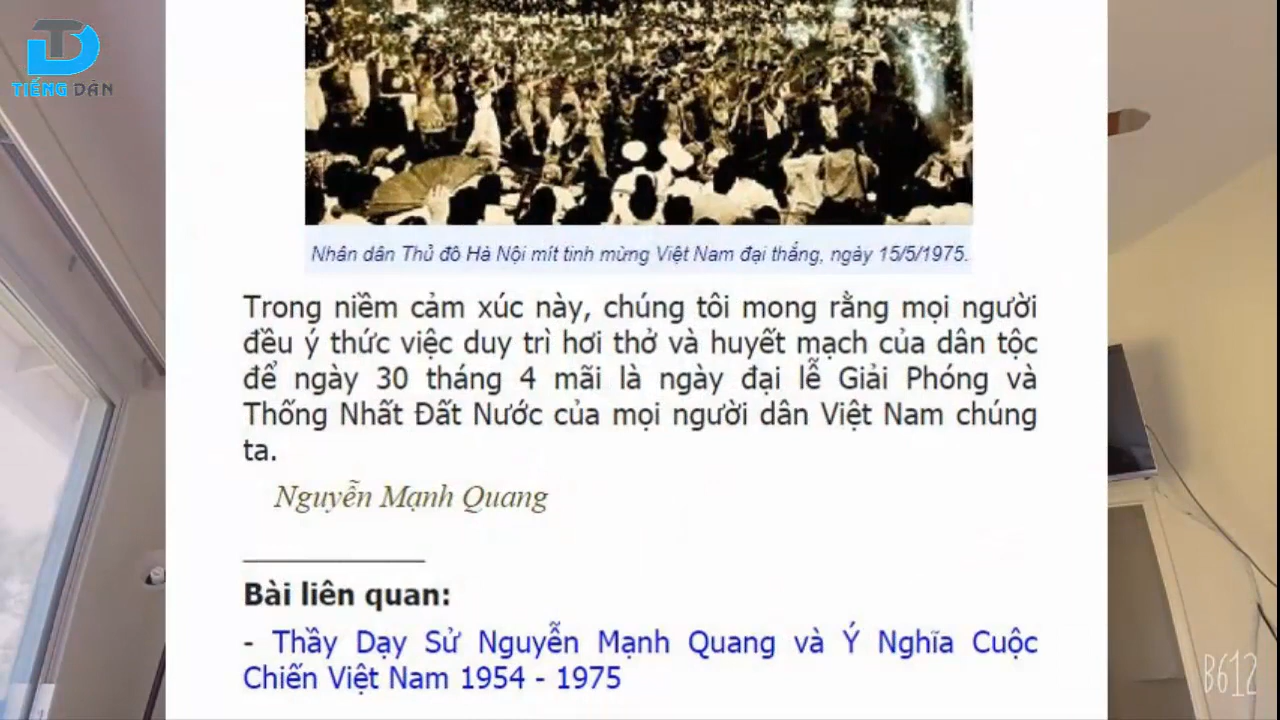 TIẾNG DÂN
Nhân dân Thủ đô Hà Nội mít tinh mừng Việt Nam đại thắng, ngày 15/5/1975.
Trong niềm cảm xúc này, chúng tôi mong rằng mọi người
đều ý thức việc duy trì hơi thở và huyết mạch của dân tộc
để ngày 30 tháng 4 mãi là ngày đại lễ Giải Phóng và
Thống Nhất Đất Nước của mọi người dân Việt Nam chúng
ta.
Nguyễn Mạnh Quang
Bài liên quan:
- Thầy Dạy Sử Nguyễn Mạnh Quang và Ý Nghĩa Cuộc
Chiến Việt Nam 1954 - 1975
B612